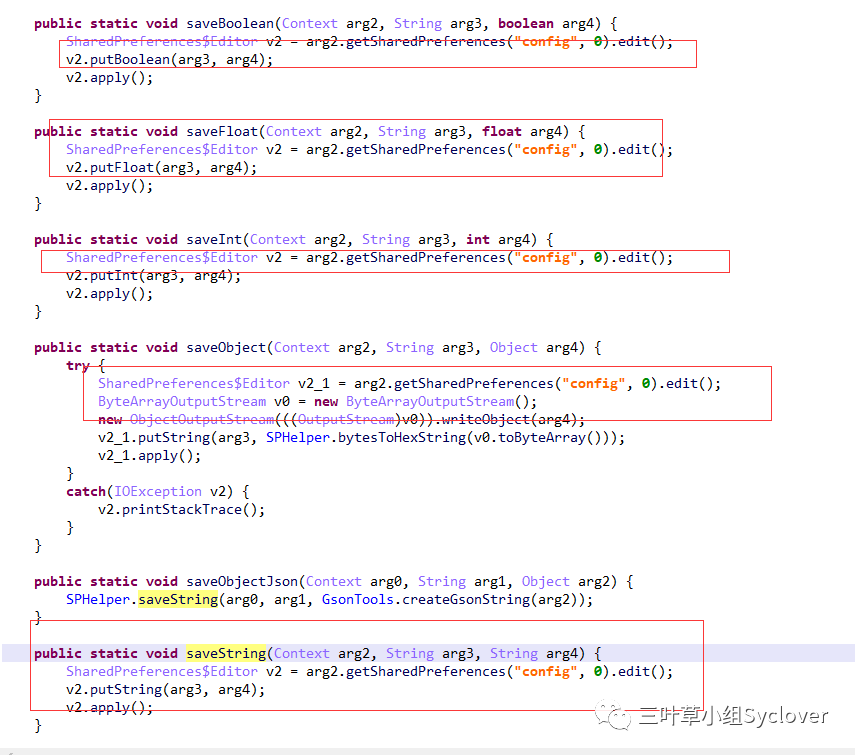 public static void saveBoolean(Context arg2, String arg3, boolean arg4) {
SharedPreferences$Editor v2 = arg2.getSharedPreferences("config", 0).edit();
v2.putBoolean(arg3, arg4);
v2.apply();
}
public static void saveFloat(Context arg2, String arg3, float arg4) {
SharedPreferences$Editor v2 = arg2.getSharedPreferences("config", 0).edit();
v2.putFloat(arg3, arg4);
v2.apply();
}
public static void saveInt(Context arg2, String arg3, int arg4) {
SharedPreferences$Editor v2 = arg2.getSharedPreferences("config", 0).edit();
v2.putInt(arg3, arg4);
v2.apply();
}
public static void saveObject(Context arg2, String arg3, Object arg4) {
try {
SharedPreferences$Editor v2_1 = arg2.getSharedPreferences("config", 0).edit();
ByteArrayOutputStream v0 = new ByteArrayOutputStream();
new ObjectOutputStream(((OutputStream)v0)).writeObject(arg4);
v2_1.putString(arg3, SPHelper.bytesToHexString(v0.toByteArray()));
v2_1.apply();
}
catch(IOException v2) {
v2.printStackTrace();
}
}
public static void saveObjectJson(Context arg0, String arg1, Object arg2) {
SPHelper.saveString(arg0, arg1, GsonTools.createGsonString(arg2));
}
public static void saveString(Context arg2, String arg3, String arg4) {
SharedPreferences$Editor v2 = arg2.getSharedPreferences("config", 0).edit();
v2.putString(arg3, arg4);
v2.apply();
}
三叶草小组Syclover